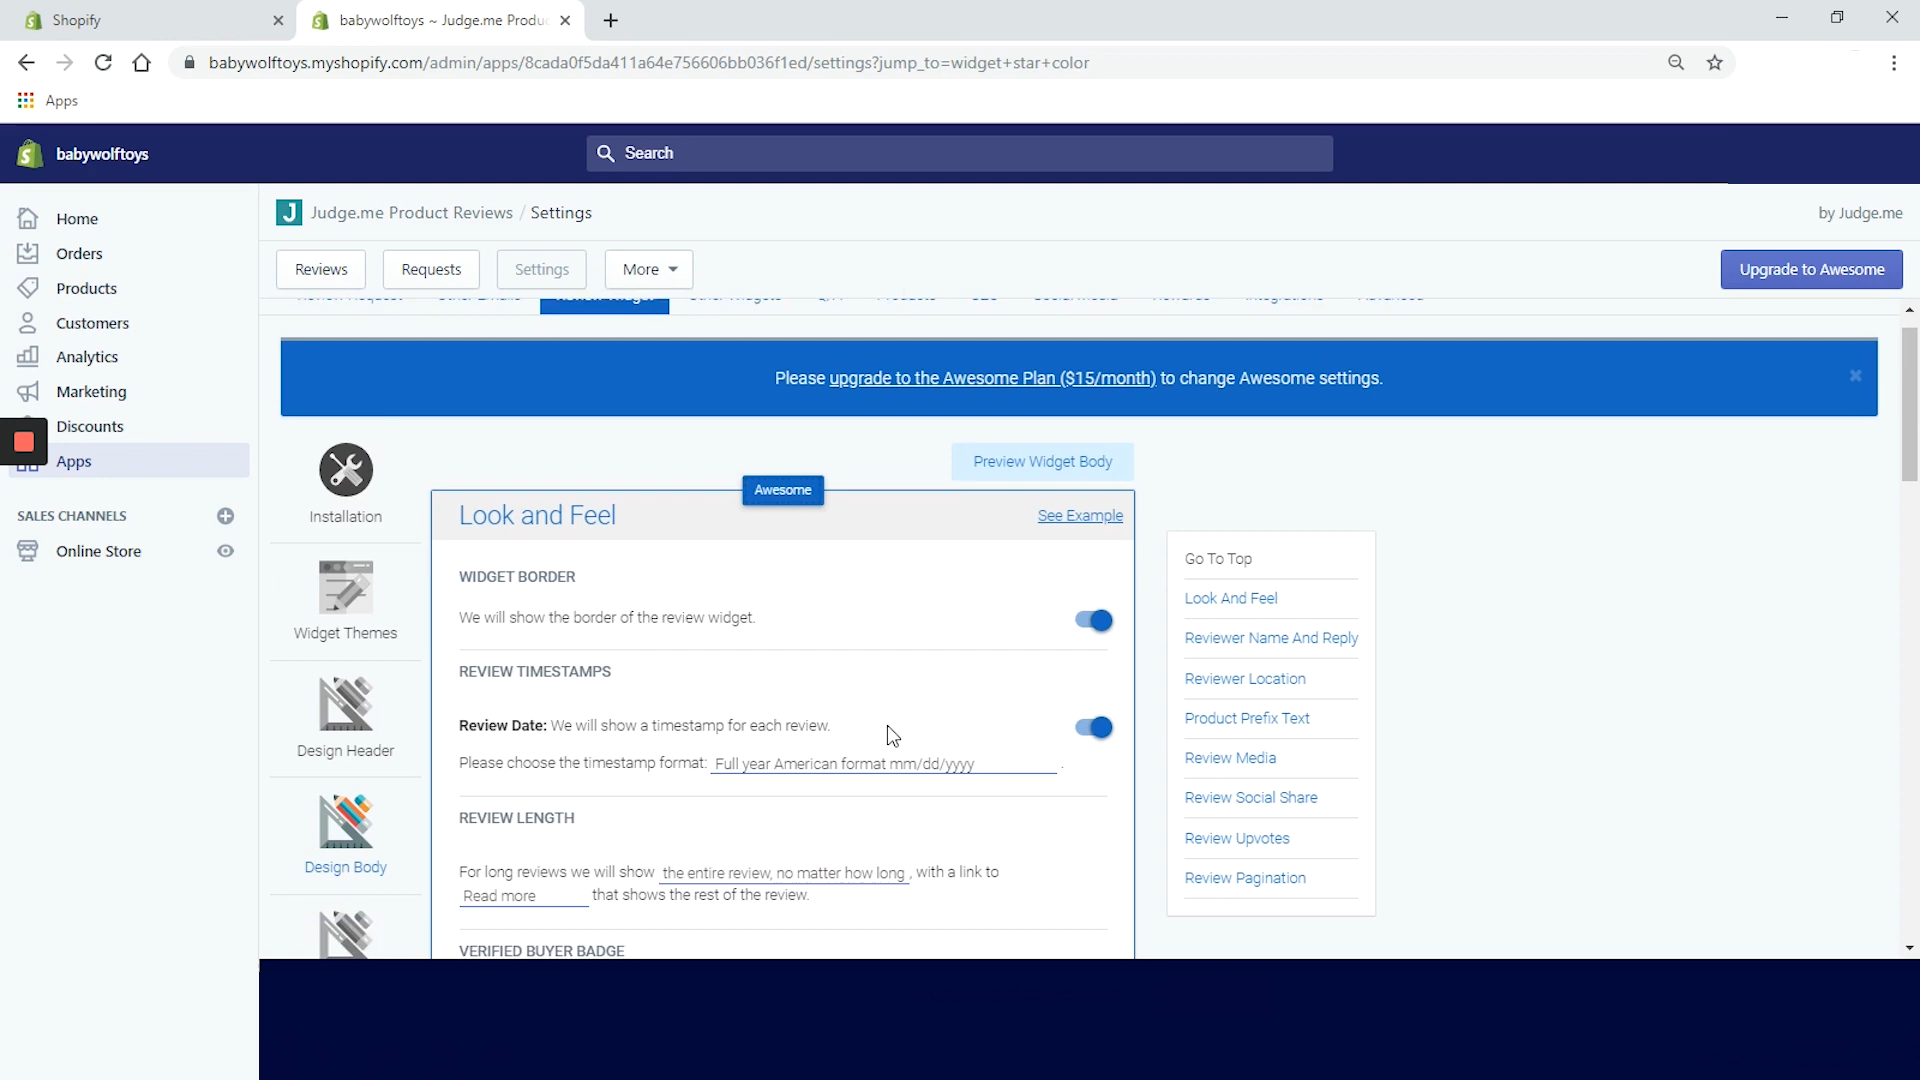 Shopify
babywolftoys ~ Judge.me Produc
babywolftoys.myshopify.com/admin/apps/8cada0f5da411a64e756606bb036f1ed/settings?jump_to=widget+star+color
Apps
babywolftoys
Search
Home
Orders
Products
Customers
Analytics
Marketing
Discounts
Apps
SALES CHANNELS
Online Store
J Judge.me Product Reviews / Settings
by Judge.me
Reviews
Requests
Settings
More
Upgrade to Awesome
Please upgrade to the Awesome Plan ($15/month) to change Awesome settings.
Installation
Widget Themes
Design Header
Design Body
Preview Widget Body
Awesome
Look and Feel
See Example
WIDGET BORDER
We will show the border of the review widget.
REVIEW TIMESTAMPS
Review Date: We will show a timestamp for each review.
Please choose the timestamp format: Full year American format mm/dd/yyyy .
REVIEW LENGTH
For long reviews we will show the entire review, no matter how long , with a link to
Read more that shows the rest of the review.
VERIFIED BUYER BADGE
Go To Top
Look And Feel
Reviewer Name And Reply
Reviewer Location
Product Prefix Text
Review Media
Review Social Share
Review Upvotes
Review Pagination